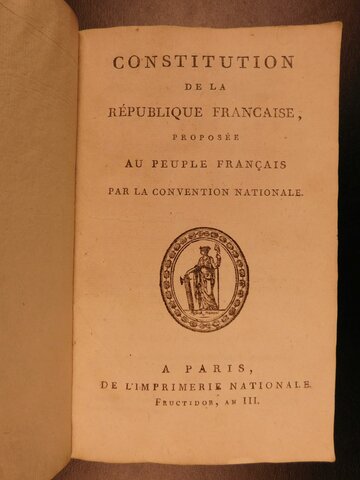 CONSTITUTION
DE LA
RÉPUBLIQUE FRANCAISE,
PROPOSÉE
AU PEUPLE FRANÇAIS
PAR LA CONVENTION NATIONALE.
A PARIS,
DE L'IMPRIMERIE NATIONALE.
FRUCTIDOR, AN III.